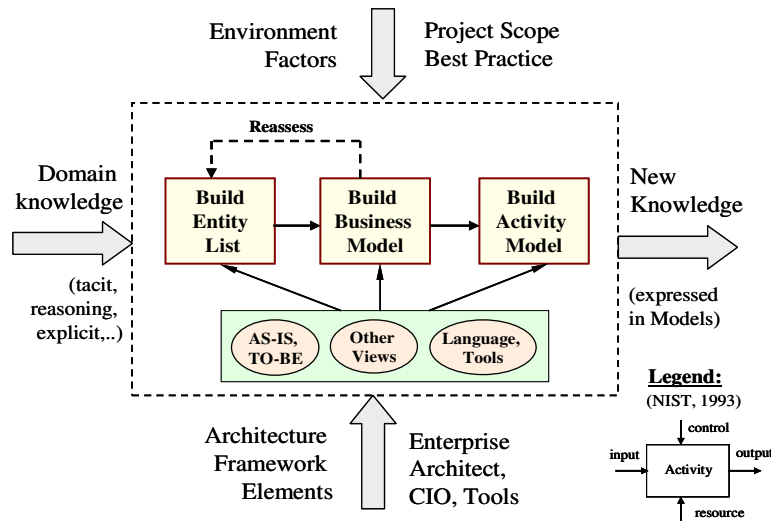 Environment
Factors
Project Scope
Best Practice
Reassess
Domain
knowledge
(tacit,
reasoning,
explicit,..)
Build
Entity
List
Build
Business
Model
Build
Activity
Model
New
Knowledge
(expressed
in Models)
AS-IS,
TO-BE
Other
Views
Language,
Tools
Architecture
Framework
Elements
Enterprise
Architect,
CIO, Tools
Legend:
(NIST, 1993)
control
input
Activity
output
resource